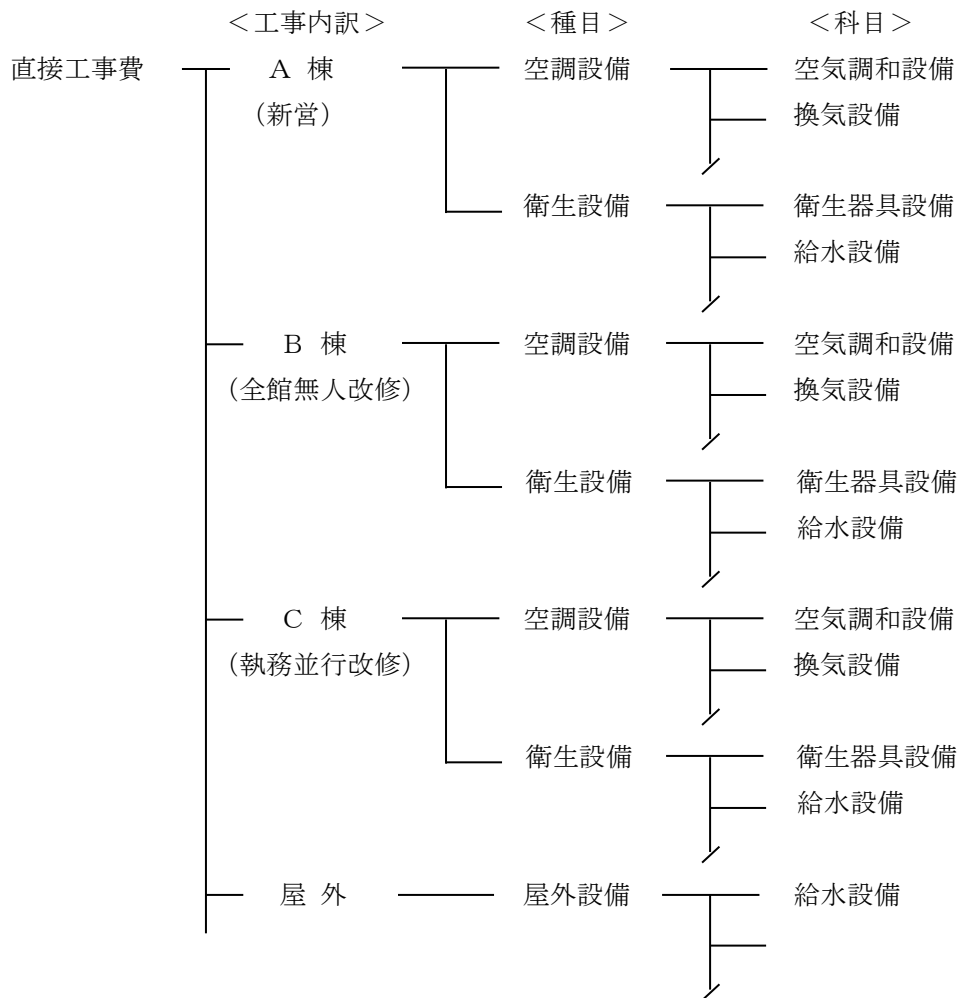 ＜工事内訳＞ ＜種目＞ ＜科目＞
直接工事費 A 棟 空調設備 空気調和設備
（新営） 換気設備
衛生設備 衛生器具設備
給水設備
B 棟 空調設備 空気調和設備
（全館無人改修） 換気設備
衛生設備 衛生器具設備
給水設備
C 棟 空調設備 空気調和設備
（執務並行改修） 換気設備
衛生設備 衛生器具設備
給水設備
屋 外 屋外設備 給水設備